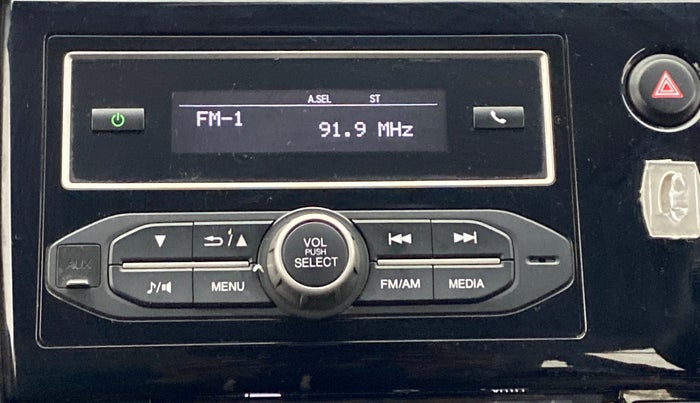 A.SEL ST
FM-1
91.9 MHz
VOL
PUSH
SELECT
AUX
MENU
FM/AM
MEDIA